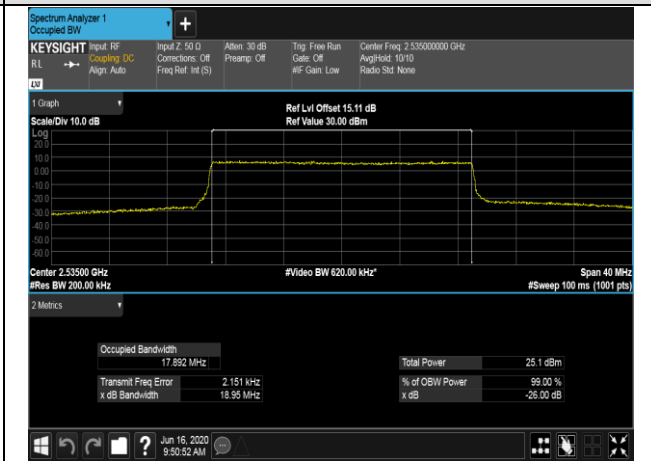 Spectrum Analyzer 1
Occupied BW
+
KEYSIGHT
RL
LXI
Input: RF
Coupling: DC
Align: Auto
Input Z: 50 Ω
Corrections: Off
Freq Ref: Int (S)
Atten: 30 dB
Preamp: Off
Trig: Free Run
Gate: Off
#IF Gain: Low
Center Freq: 2.535000000 GHz
Avg|Hold: 10/10
Radio Std: None
1 Graph
Scale/Div 10.0 dB
Ref Lvl Offset 15.11 dB
Ref Value 30.00 dBm
Log
20.0
10.0
0.00
-10.0
-20.0
-30.0
-40.0
-50.0
-60.0
Center 2.53500 GHz
#Video BW 620.00 kHz*
Span 40 MHz
#Res BW 200.00 kHz
#Sweep 100 ms (1001 pts)
2 Metrics
Occupied Bandwidth
17.892 MHz
Total Power 25.1 dBm
Transmit Freq Error 2.151 kHz
% of OBW Power 99.00 %
x dB Bandwidth 18.95 MHz
x dB -26.00 dB
?
Jun 16, 2020
9:50:52 AM